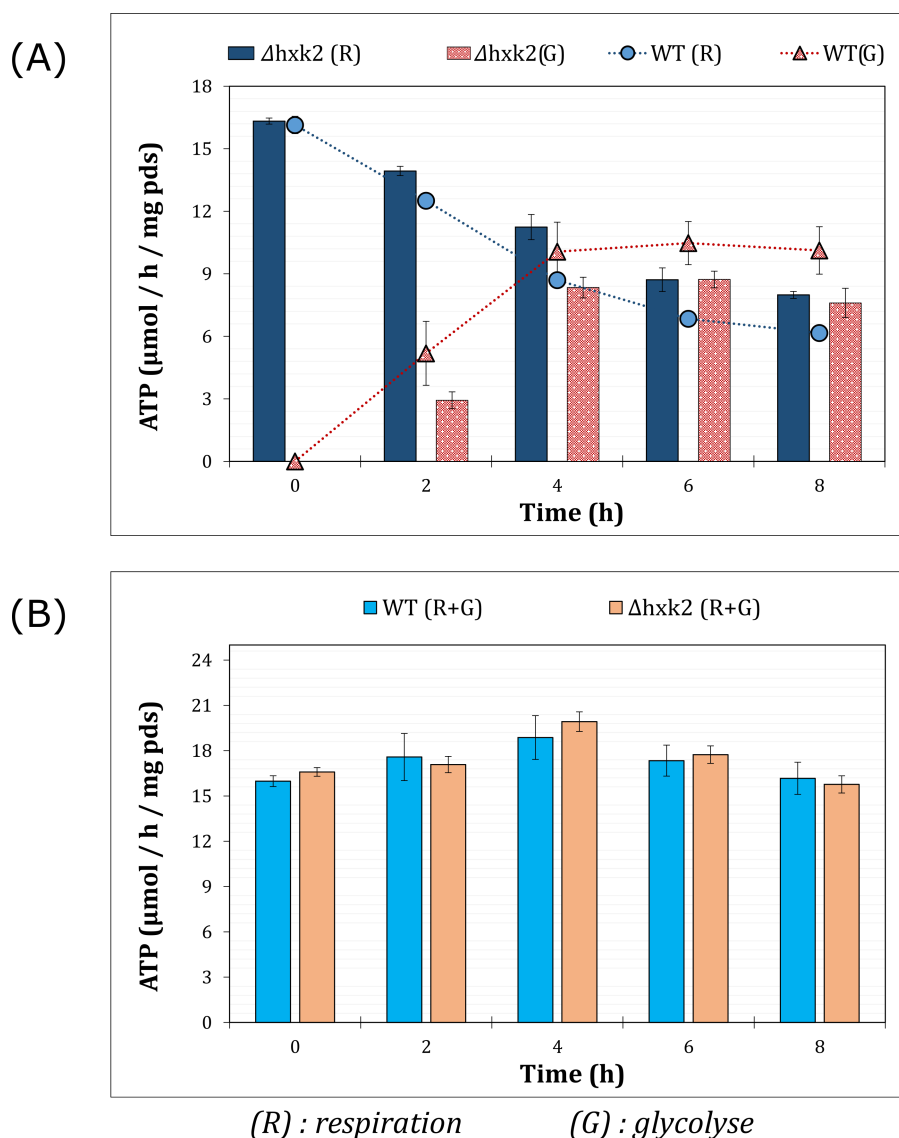 (A)
Δhxk2 (R) Δhxk2(G) WT (R) WT(G)
18
15
12
9
6
3
0
ATP (µmol / h / mg pds)
0 2 4 6 8
Time (h)
(B)
WT (R+G) Δhxk2 (R+G)
24
21
18
15
12
9
6
3
0
ATP (µmol / h / mg pds)
0 2 4 6 8
Time (h)
(R) : respiration (G) : glycolyse